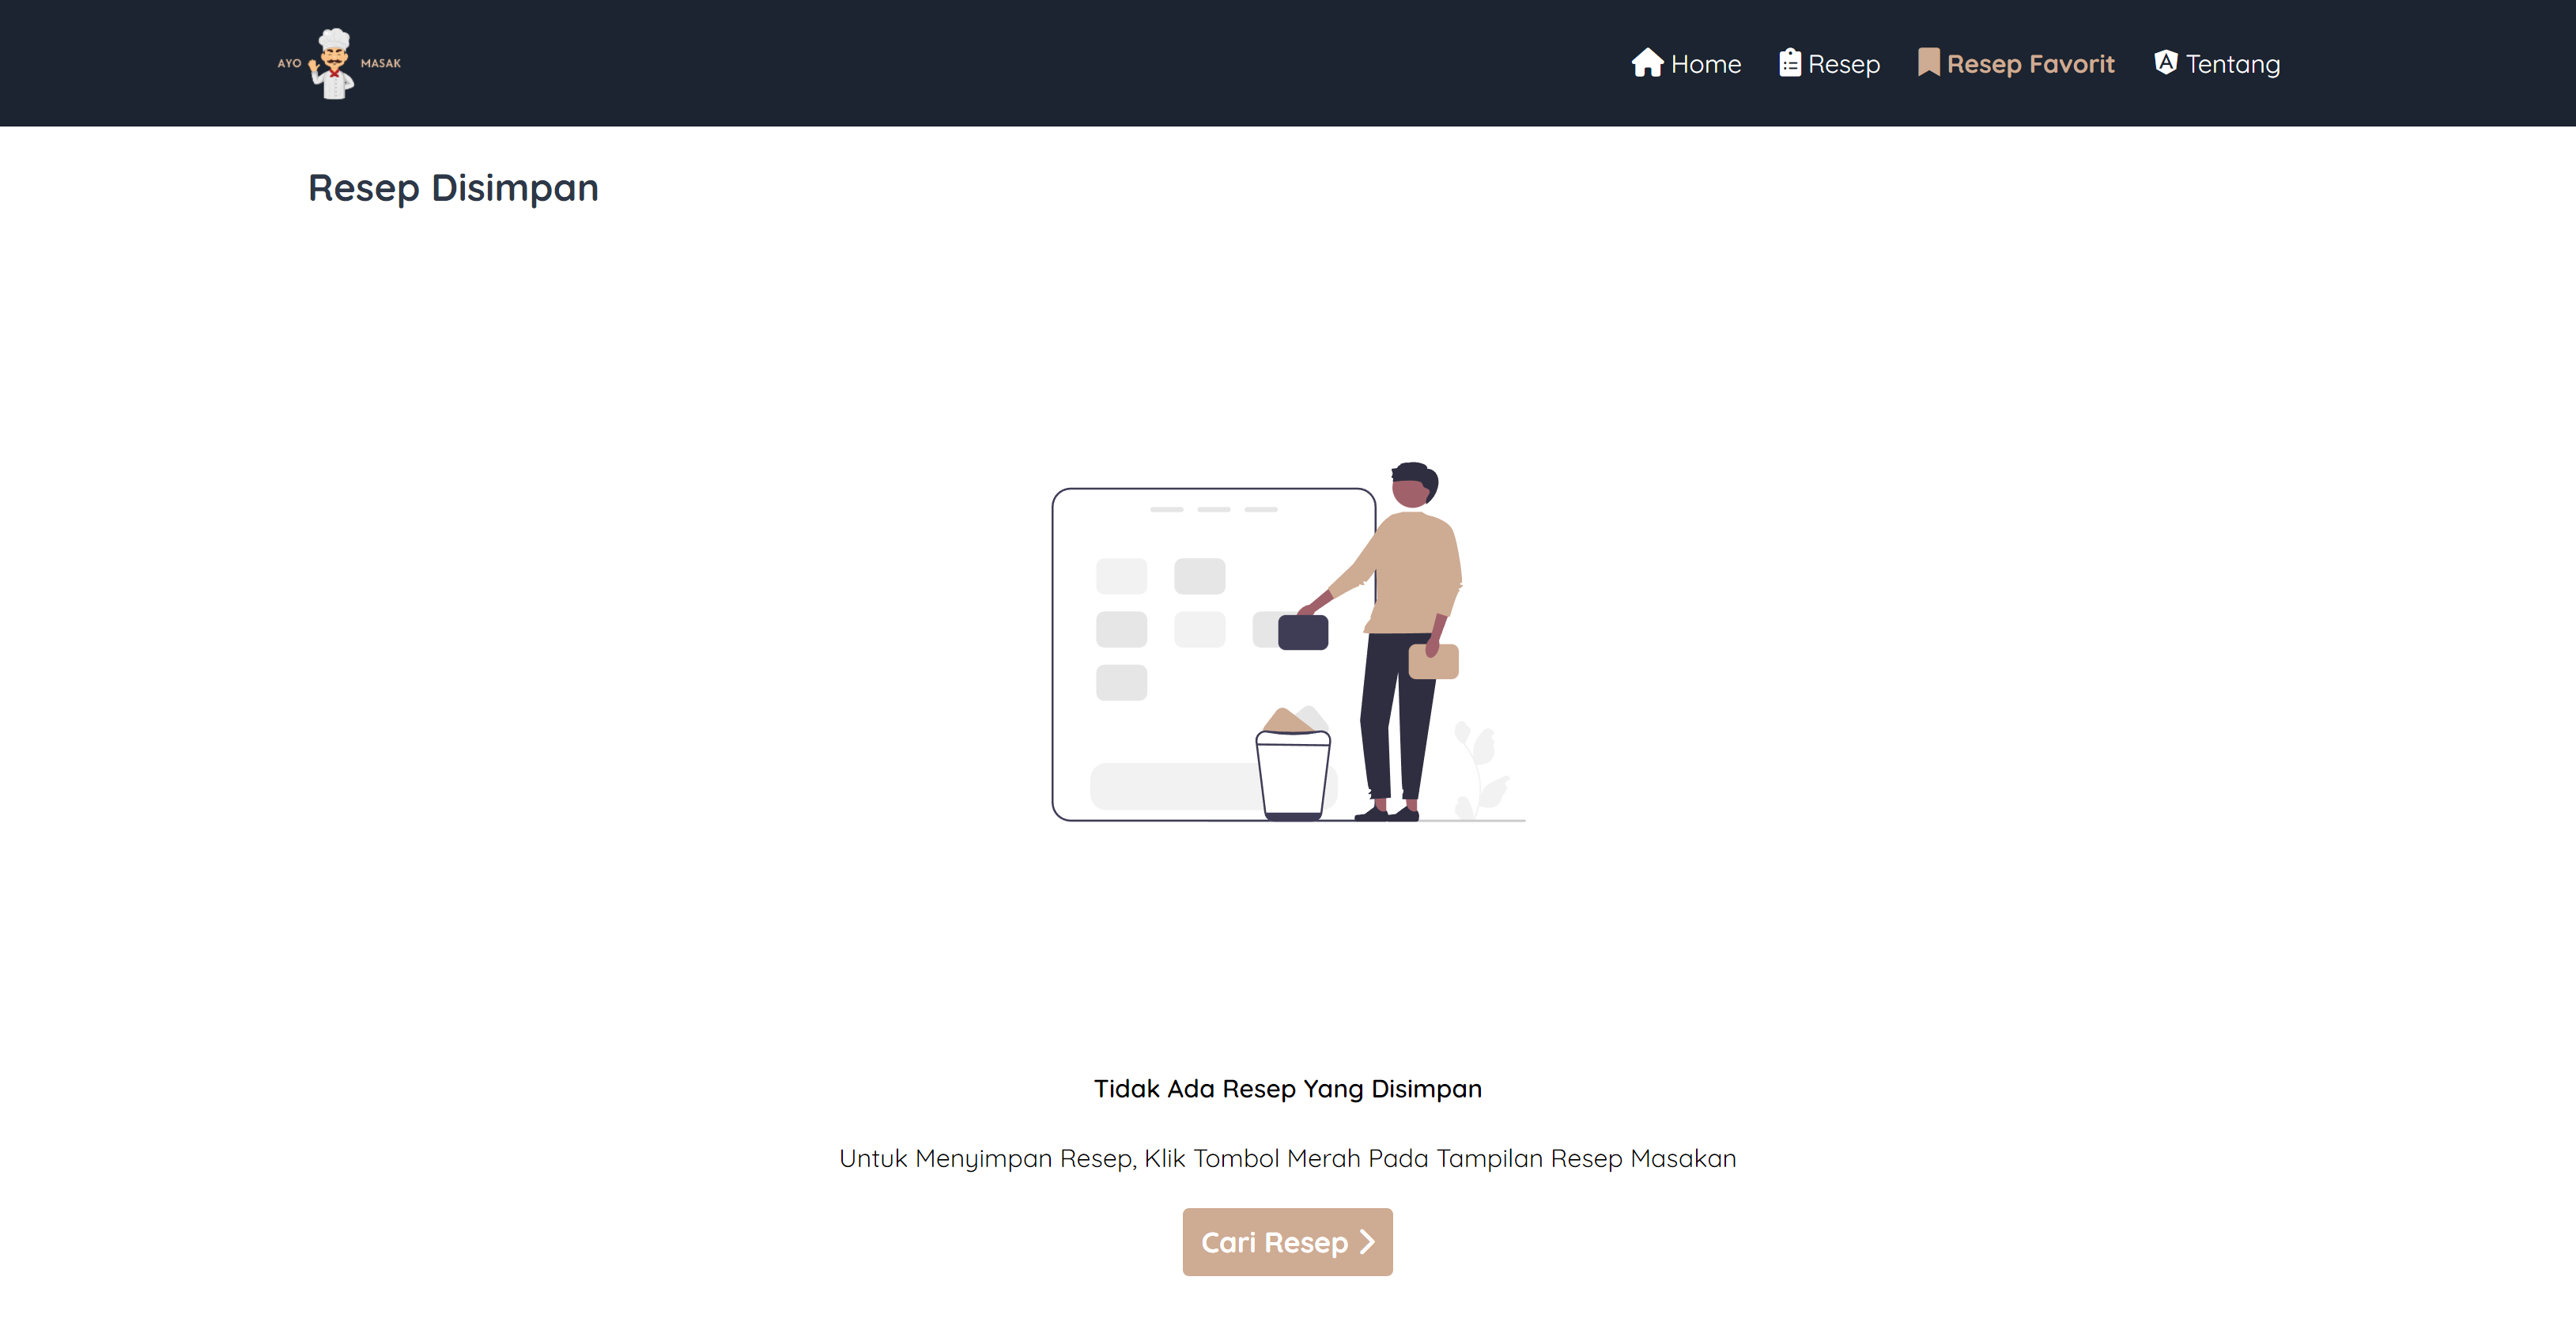 AYO MASAK
Home Resep Resep Favorit Tentang
Resep Disimpan
Tidak Ada Resep Yang Disimpan
Untuk Menyimpan Resep, Klik Tombol Merah Pada Tampilan Resep Masakan
Cari Resep